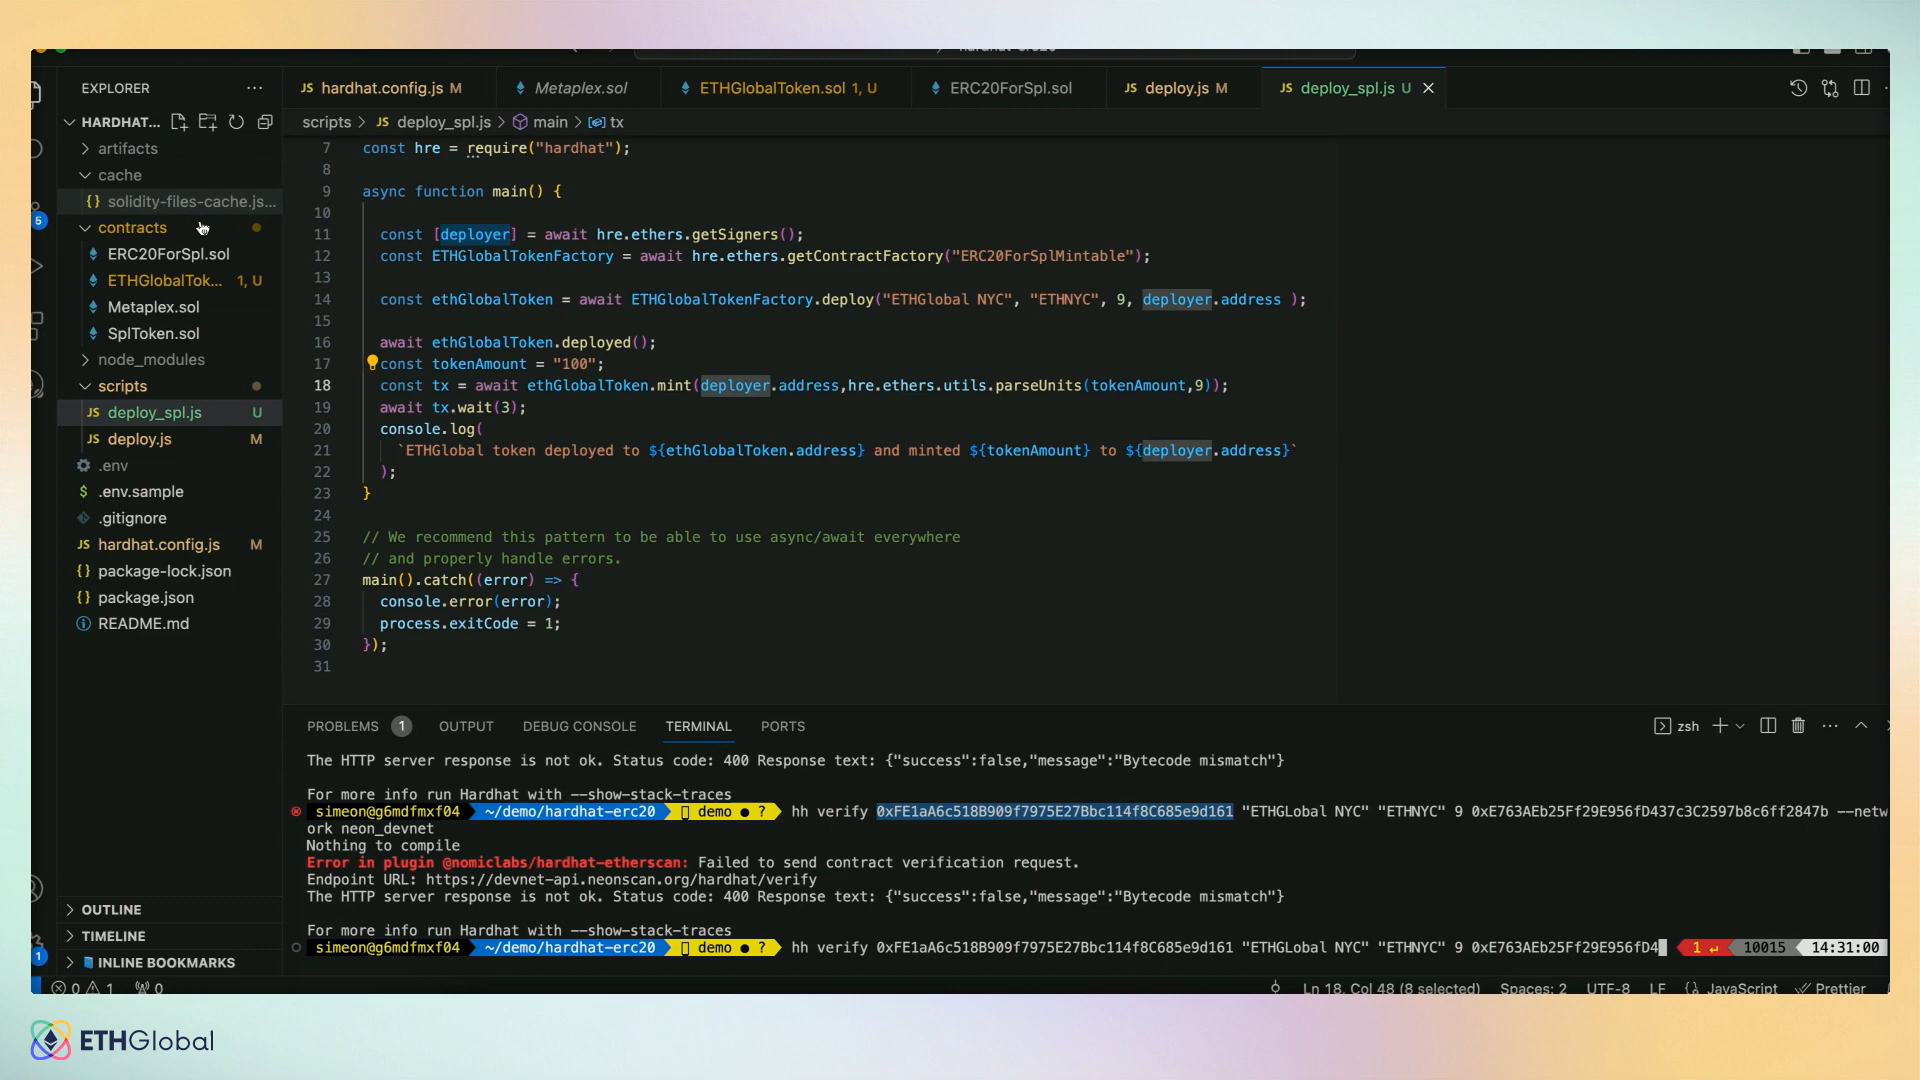 EXPLORER
HARDHAT...
artifacts
cache
{} solidity-files-cache.js...
5
contracts
ERC20ForSpl.sol
ETHGlobalTok... 1, U
Metaplex.sol
SplToken.sol
node_modules
scripts
JS deploy_spl.js U
JS deploy.js M
.env
$ .env.sample
.gitignore
JS hardhat.config.js M
{} package-lock.json
{} package.json
README.md
OUTLINE
TIMELINE
1
INLINE BOOKMARKS
JS hardhat.config.js M Metaplex.sol ETHGlobalToken.sol 1, U ERC20ForSpl.sol JS deploy.js M JS deploy_spl.js U
scripts > JS deploy_spl.js > main > tx
7 const hre = require("hardhat");
8
9 async function main() {
10
11 const [deployer] = await hre.ethers.getSigners();
12 const ETHGlobalTokenFactory = await hre.ethers.getContractFactory("ERC20ForSplMintable");
13
14 const ethGlobalToken = await ETHGlobalTokenFactory.deploy("ETHGlobal NYC", "ETHNYC", 9, deployer.address );
15
16 await ethGlobalToken.deployed();
17 const tokenAmount = "100";
18 const tx = await ethGlobalToken.mint(deployer.address,hre.ethers.utils.parseUnits(tokenAmount,9));
19 await tx.wait(3);
20 console.log(
21 `ETHGlobal token deployed to ${ethGlobalToken.address} and minted ${tokenAmount} to ${deployer.address}`
22 );
23 }
24
25 // We recommend this pattern to be able to use async/await everywhere
26 // and properly handle errors.
27 main().catch((error) => {
28 console.error(error);
29 process.exitCode = 1;
30 });
31
PROBLEMS 1 OUTPUT DEBUG CONSOLE TERMINAL PORTS zsh
The HTTP server response is not ok. Status code: 400 Response text: {"success":false,"message":"Bytecode mismatch"}
For more info run Hardhat with --show-stack-traces
simeon@g6mdfmxf04 ~/demo/hardhat-erc20 demo ● ? hh verify 0xFE1aA6c518B909f7975E27Bbc114f8C685e9d161 "ETHGLobal NYC" "ETHNYC" 9 0xE763AEb25Ff29E956fD437c3C2597b8c6ff2847b --netw
ork neon_devnet
Nothing to compile
Error in plugin @nomiclabs/hardhat-etherscan: Failed to send contract verification request.
Endpoint URL: https://devnet-api.neonscan.org/hardhat/verify
The HTTP server response is not ok. Status code: 400 Response text: {"success":false,"message":"Bytecode mismatch"}
For more info run Hardhat with --show-stack-traces
simeon@g6mdfmxf04 ~/demo/hardhat-erc20 demo ● ? hh verify 0xFE1aA6c518B909f7975E27Bbc114f8C685e9d161 "ETHGLobal NYC" "ETHNYC" 9 0xE763AEb25Ff29E956fD4 1 ↵ 10015 14:31:00
0 1 0 Ln 18, Col 48 (8 selected) Spaces: 2 UTF-8 LF {} JavaScript Prettier
ETHGlobal